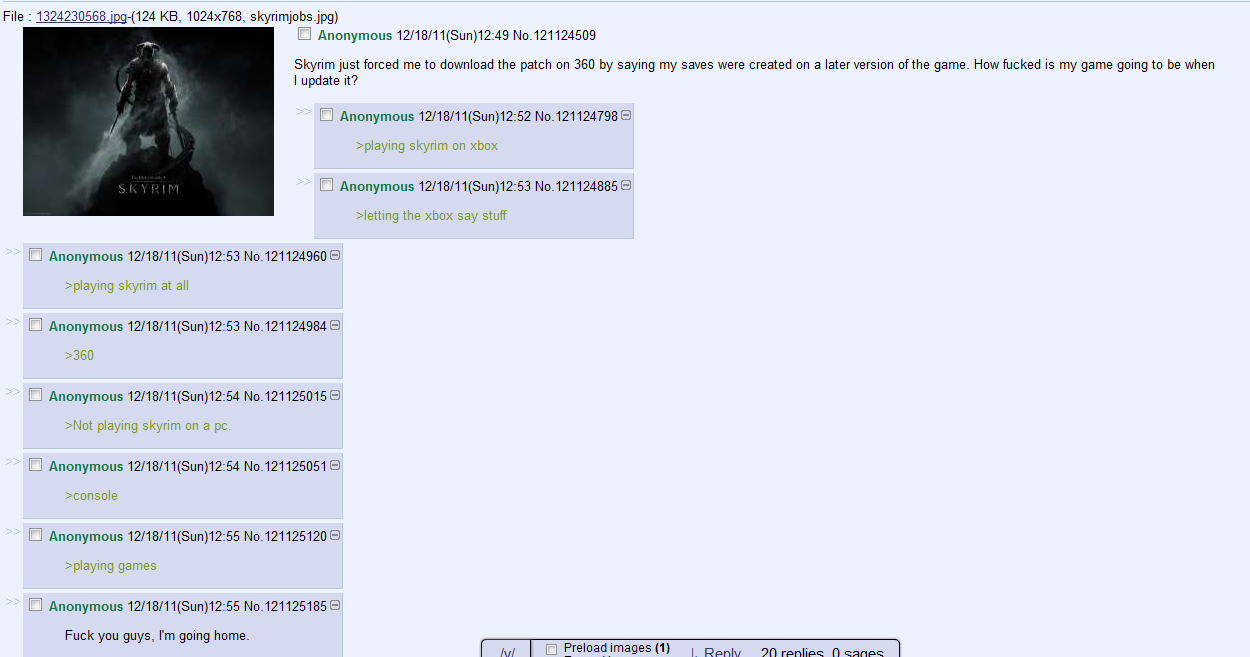 File : 1324230568.jpg-(124 KB, 1024x768, skyrimjobs.jpg)
Anonymous 12/18/11(Sun)12:49 No.121124509
Skyrim just forced me to download the patch on 360 by saying my saves were created on a later version of the game. How fucked is my game going to be when
I update it?
SKYRIM
>> Anonymous 12/18/11(Sun)12:52 No.121124798
>playing skyrim on xbox
>> Anonymous 12/18/11(Sun)12:53 No.121124885
>letting the xbox say stuff
>> Anonymous 12/18/11(Sun)12:53 No.121124960
>playing skyrim at all
>> Anonymous 12/18/11(Sun)12:53 No.121124984
>360
>> Anonymous 12/18/11(Sun)12:54 No.121125015
>Not playing skyrim on a pc.
>> Anonymous 12/18/11(Sun)12:54 No.121125051
>console
>> Anonymous 12/18/11(Sun)12:55 No.121125120
>playing games
>> Anonymous 12/18/11(Sun)12:55 No.121125185
Fuck you guys, I'm going home.
/v/ Preload images (1) Reply 20 replies, 0 sages